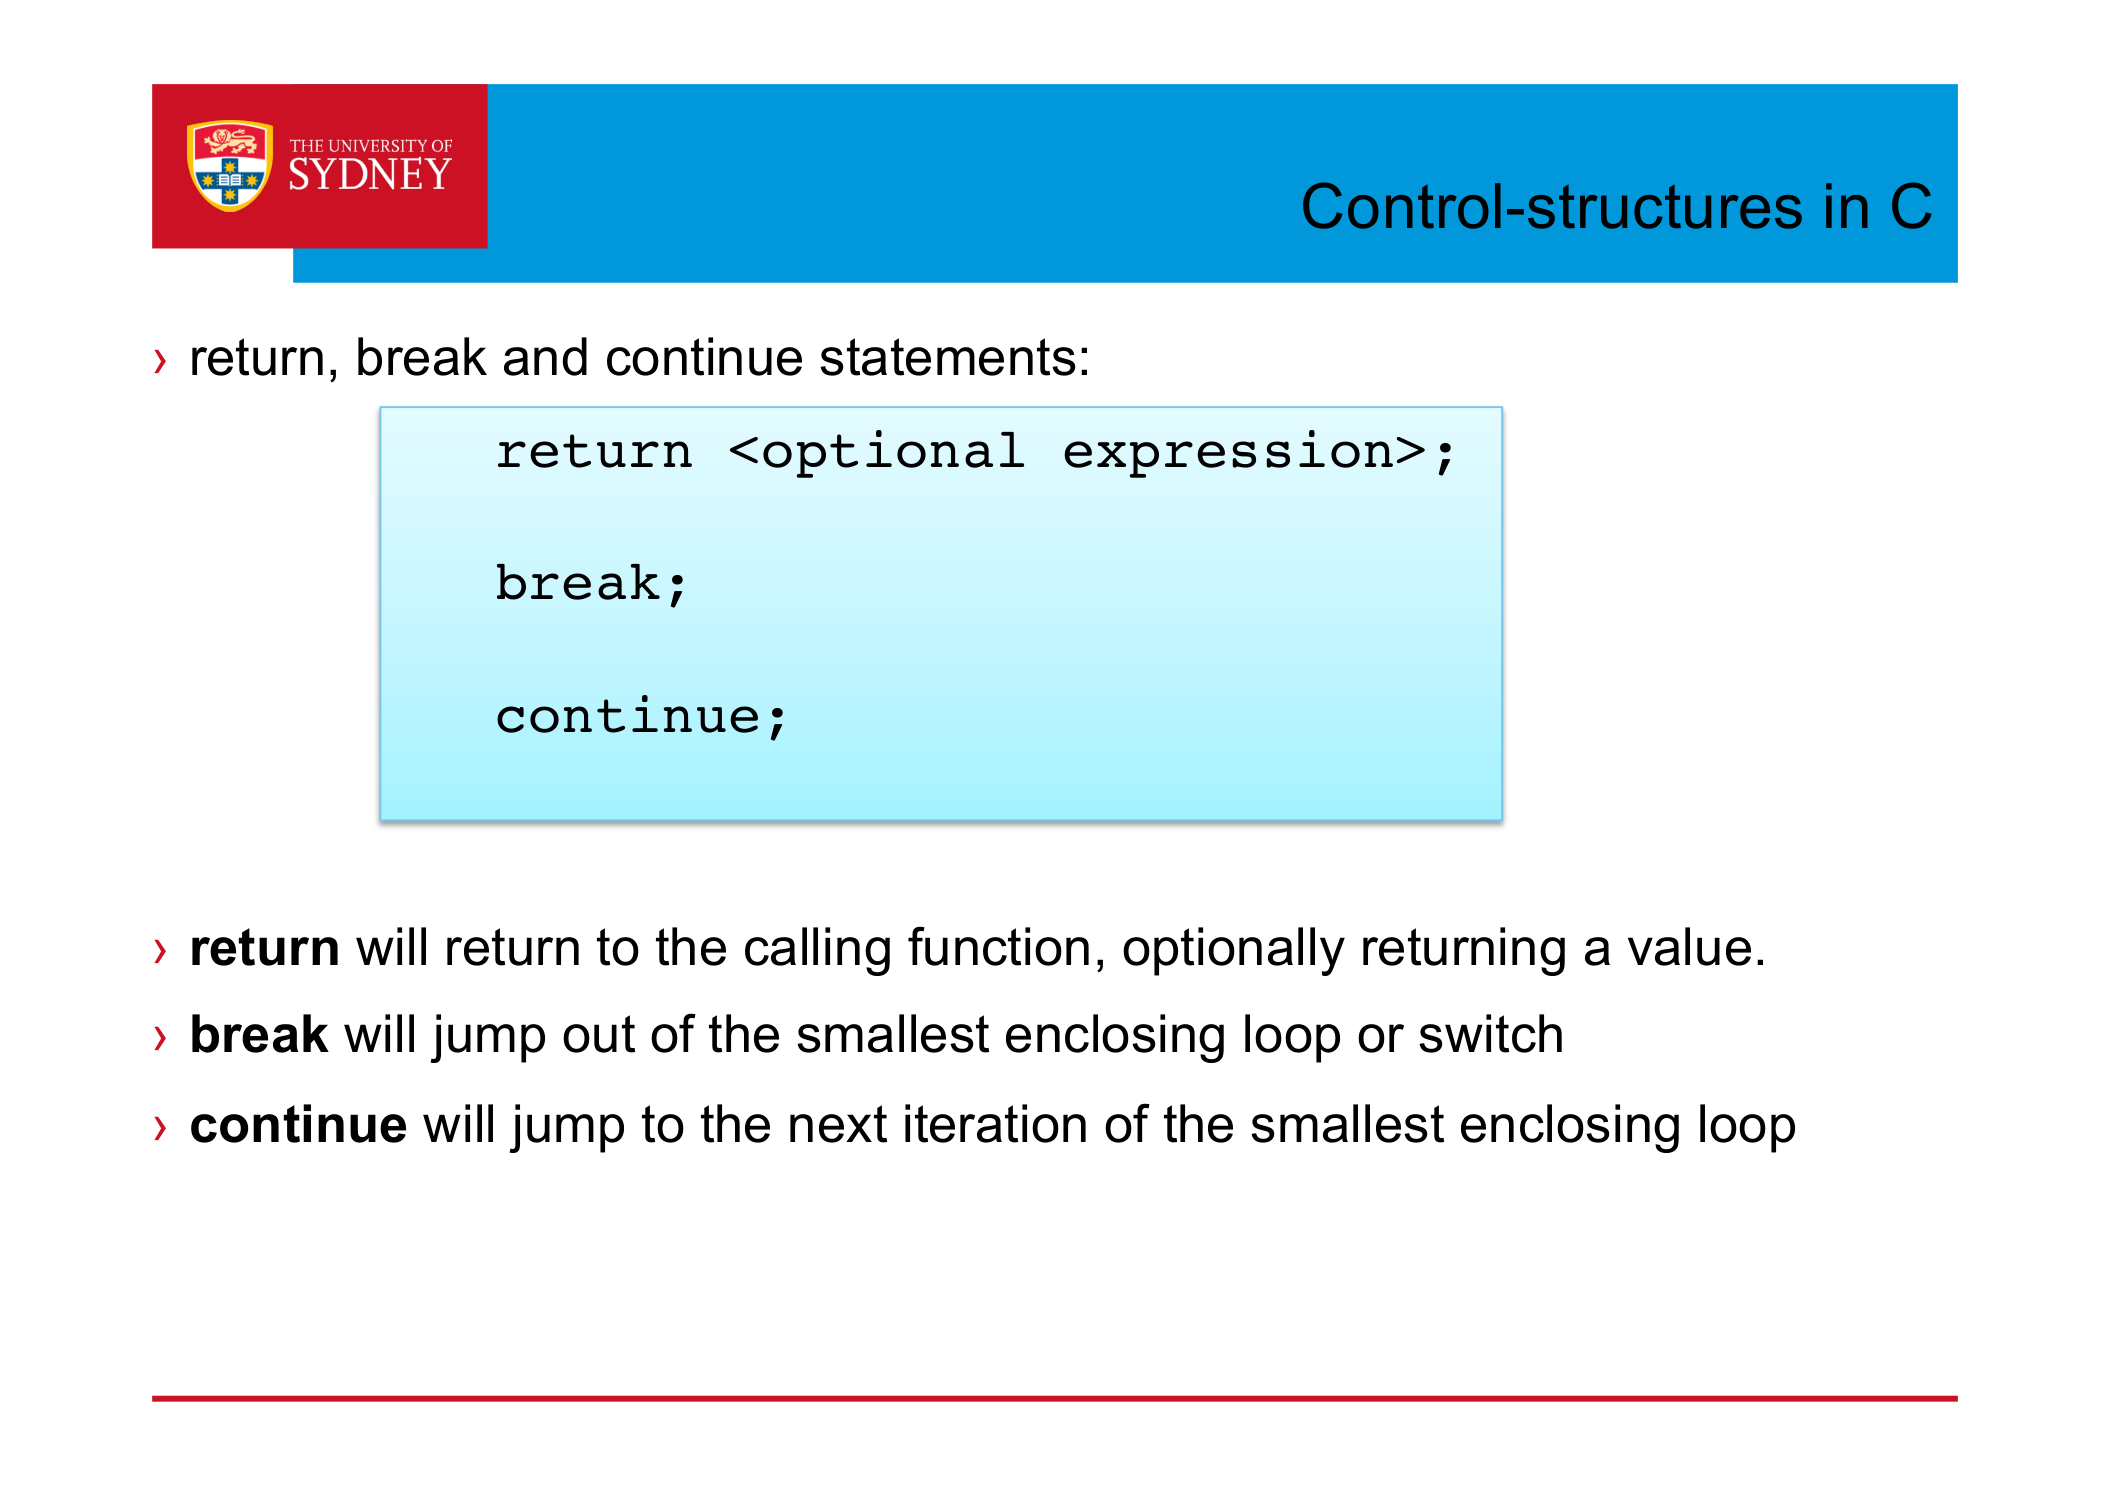 THE UNIVERSITY OF
SYDNEY
Control-structures in C
› return, break and continue statements:
return <optional expression>;
break;
continue;
› return will return to the calling function, optionally returning a value.
› break will jump out of the smallest enclosing loop or switch
› continue will jump to the next iteration of the smallest enclosing loop